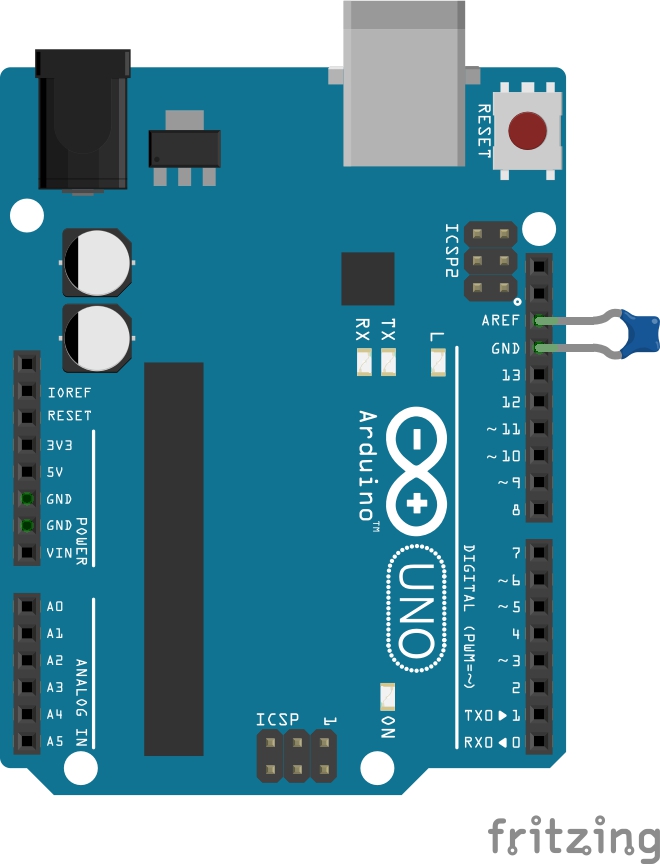 RESET
ICSP2
AREF
GND
13
12
~11
~10
~9
8
RX
TX
L
IOREF
RESET
3V3
5V
GND
GND
VIN
POWER
Arduino™
UNO
7
~6
~5
4
~3
2
TX0▶1
RX0◀0
DIGITAL (PWM=~)
A0
A1
A2
A3
A4
A5
ANALOG IN
ICSP
1
ON
fritzing